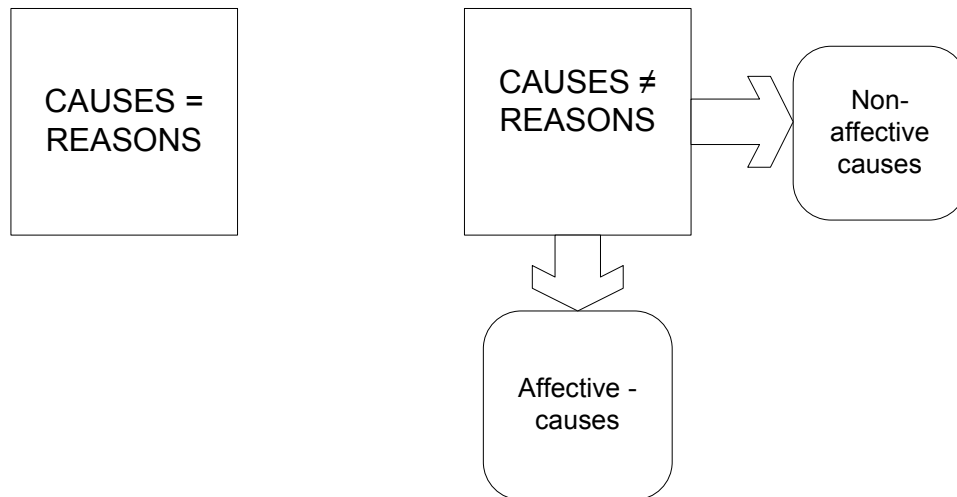 CAUSES =
REASONS
CAUSES ≠
REASONS
Non-
affective
causes
Affective -
causes